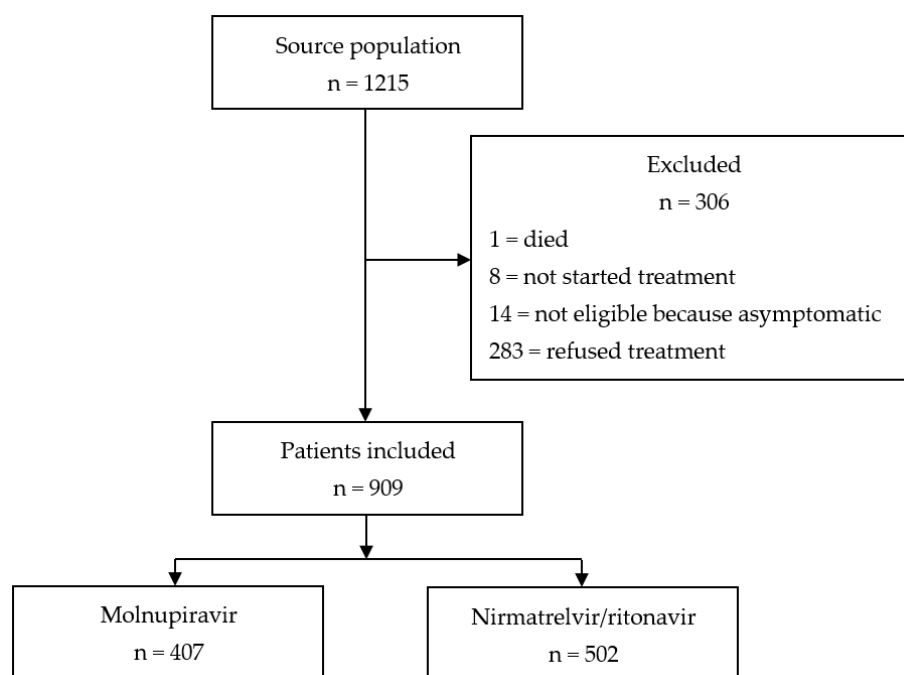 Source population
n = 1215
Excluded
n = 306
1 = died
8 = not started treatment
14 = not eligible because asymptomatic
283 = refused treatment
Patients included
n = 909
Molnupiravir
n = 407
Nirmatrelvir/ritonavir
n = 502